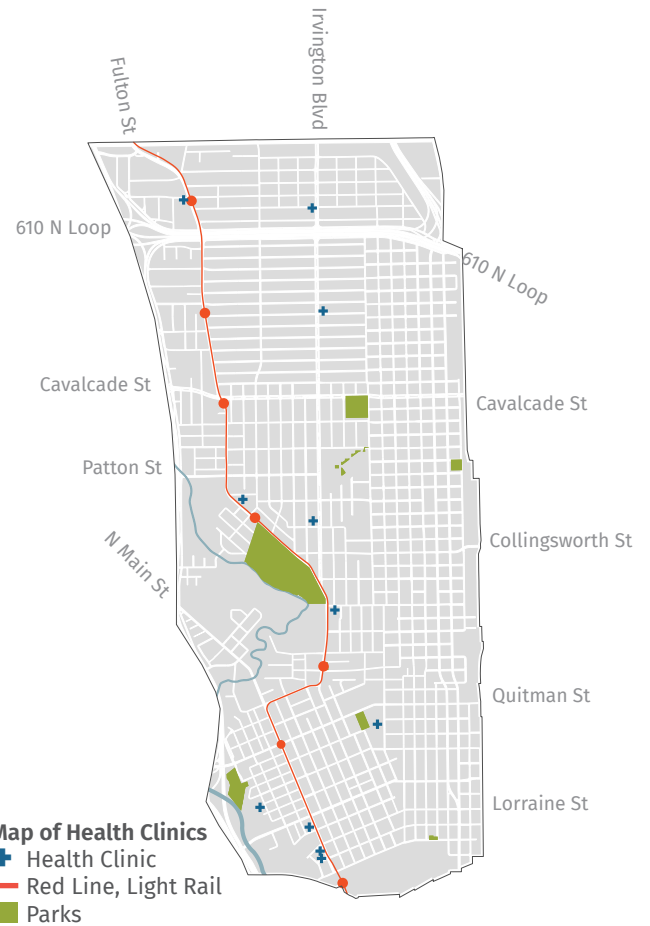 Fulton St
Irvington Blvd
610 N Loop
610 N Loop
Cavalcade St
Cavalcade St
Patton St
Collingsworth St
N Main St
Quitman St
Lorraine St
Map of Health Clinics
Health Clinic
Red Line, Light Rail
Parks